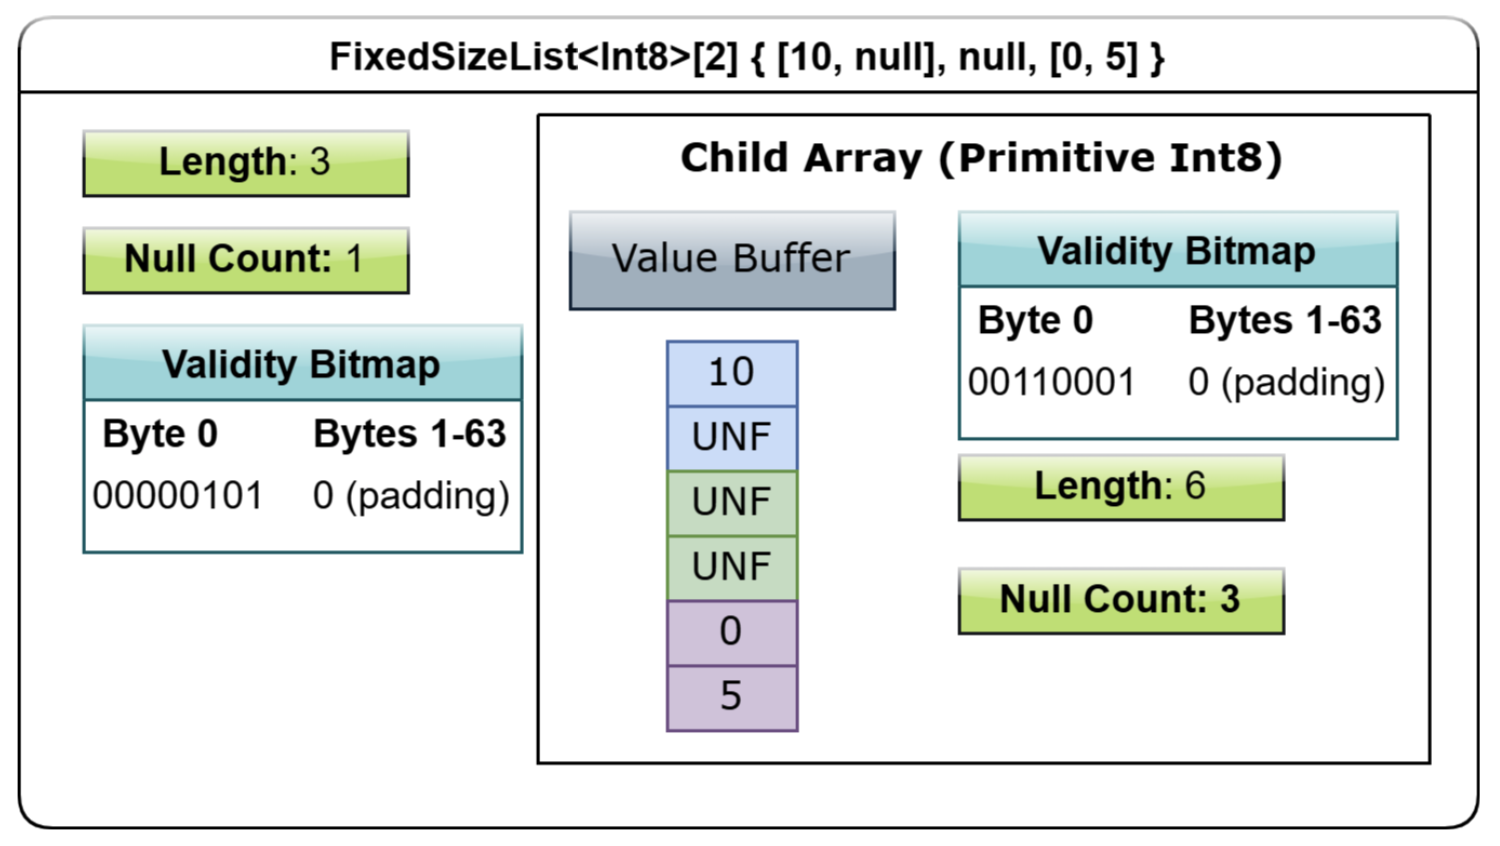 FixedSizeList<Int8>[2] { [10, null], null, [0, 5] }
Length: 3
Null Count: 1
Validity Bitmap
Byte 0 Bytes 1-63
00000101 0 (padding)
Child Array (Primitive Int8)
Value Buffer
10
UNF
UNF
UNF
0
5
Validity Bitmap
Byte 0 Bytes 1-63
00110001 0 (padding)
Length: 6
Null Count: 3